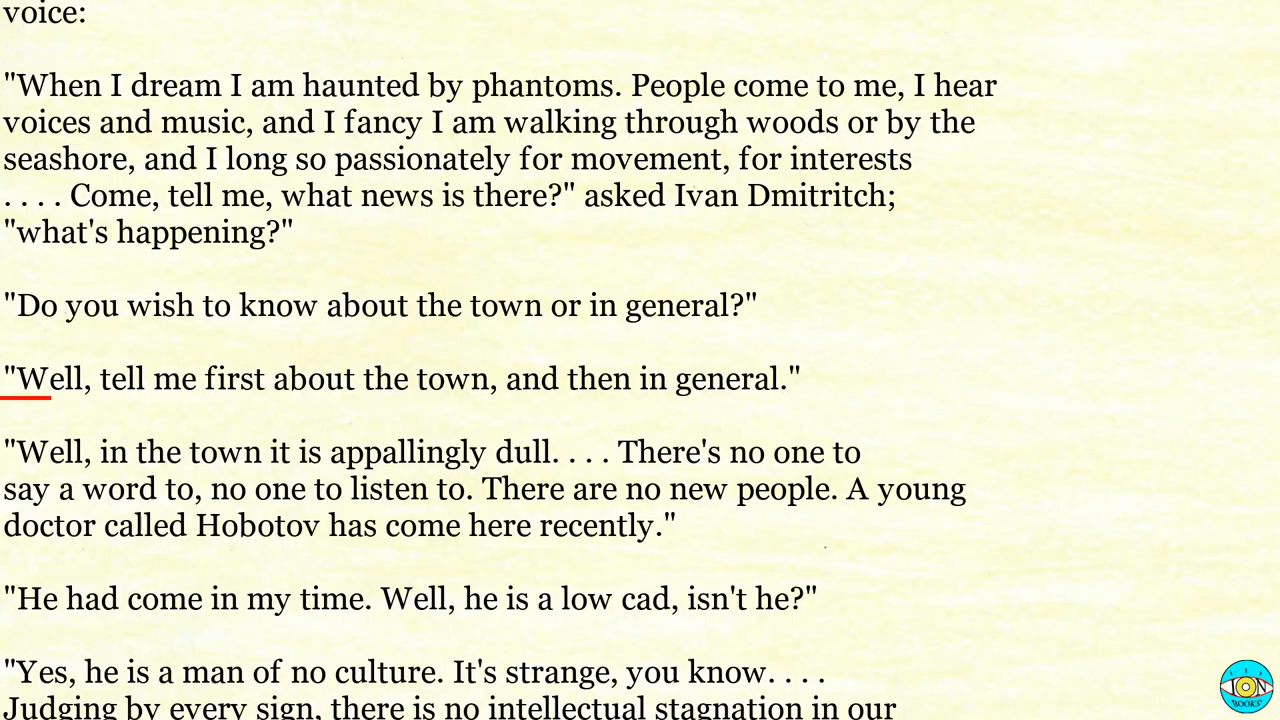 voice:
"When I dream I am haunted by phantoms. People come to me, I hear
voices and music, and I fancy I am walking through woods or by the
seashore, and I long so passionately for movement, for interests
. . . . Come, tell me, what news is there?" asked Ivan Dmitritch;
"what's happening?"
"Do you wish to know about the town or in general?"
"Well, tell me first about the town, and then in general."
"Well, in the town it is appallingly dull. . . . There's no one to
say a word to, no one to listen to. There are no new people. A young
doctor called Hobotov has come here recently."
"He had come in my time. Well, he is a low cad, isn't he?"
"Yes, he is a man of no culture. It's strange, you know. . . .
Judging by every sign, there is no intellectual stagnation in our
ION
BOOKS